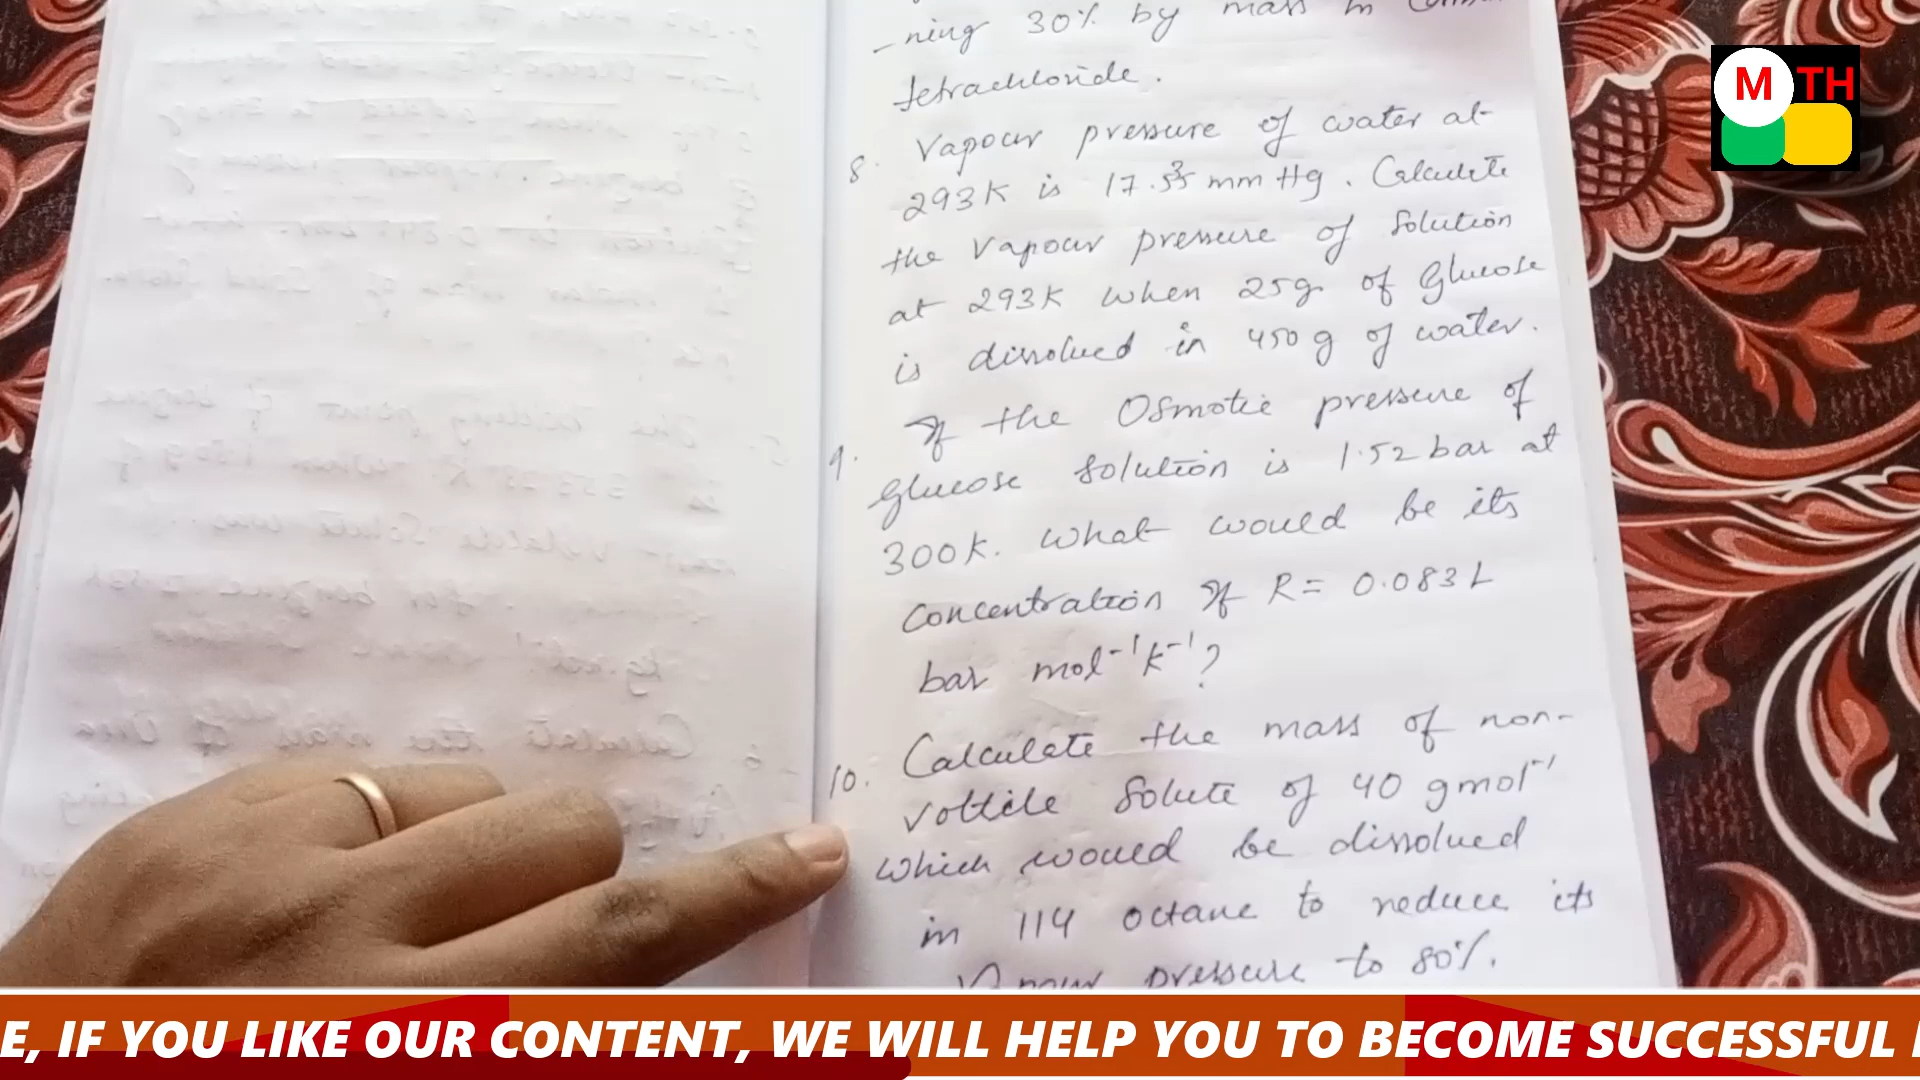 -ning 30% by mass in
tetrachloride.
8. Vapour pressure of water at
293K is 17.535 mm Hg. Calculate
the vapour pressure of solution
at 293K when 25g of glucose
is dissolved in 450g of water.
9. If the Osmotic pressure of
glucose solution is 1.52 bar at
300K. What would be its
Concentration If R = 0.083 L
bar mol⁻¹ K⁻¹?
10. Calculate the mass of non-
voltile Solute of 40 gmol⁻¹
which would be dissolved
in 114 octane to reduce its
Vapour pressure to 80%.
M TH
E, IF YOU LIKE OUR CONTENT, WE WILL HELP YOU TO BECOME SUCCESSFUL